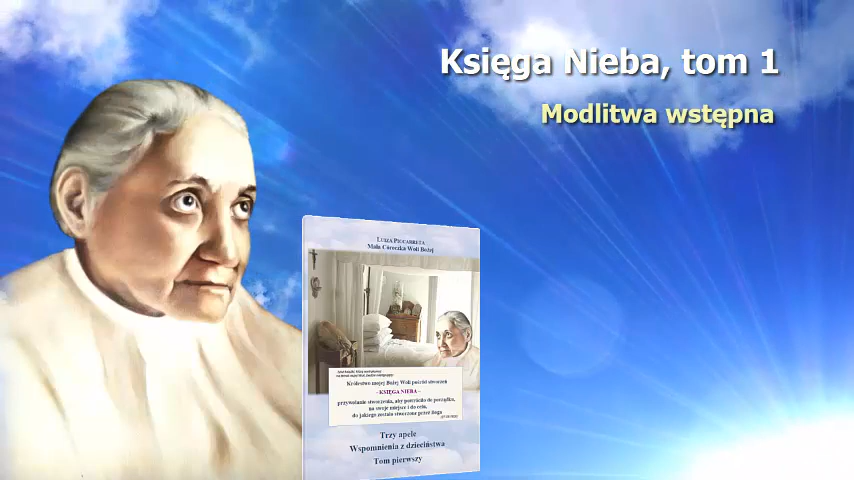 Księga Nieba, tom 1
Modlitwa wstępna
Luiza Piccarreta
Mała Córeczka Woli Bożej
Królestwo mojej Bożej Woli pośród stworzeń
- KSIĘGA NIEBA -
przywołanie stworzenia, aby powróciło do porządku,
na swoje miejsce i do celu,
do jakiego zostało stworzone przez Boga
Trzy apele
Wspomnienia z dzieciństwa
Tom pierwszy